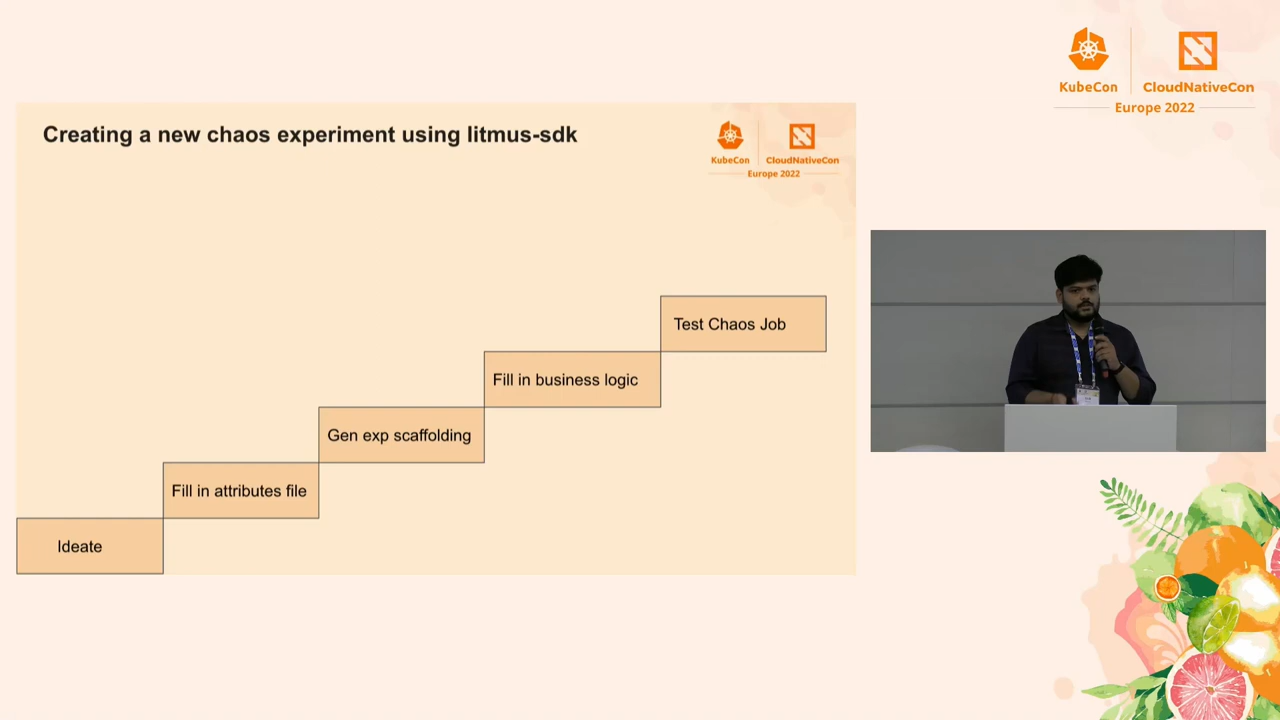 KubeCon
CloudNativeCon
Europe 2022
Creating a new chaos experiment using litmus-sdk
KubeCon
CloudNativeCon
Europe 2022
Test Chaos Job
Fill in business logic
Gen exp scaffolding
Fill in attributes file
Ideate